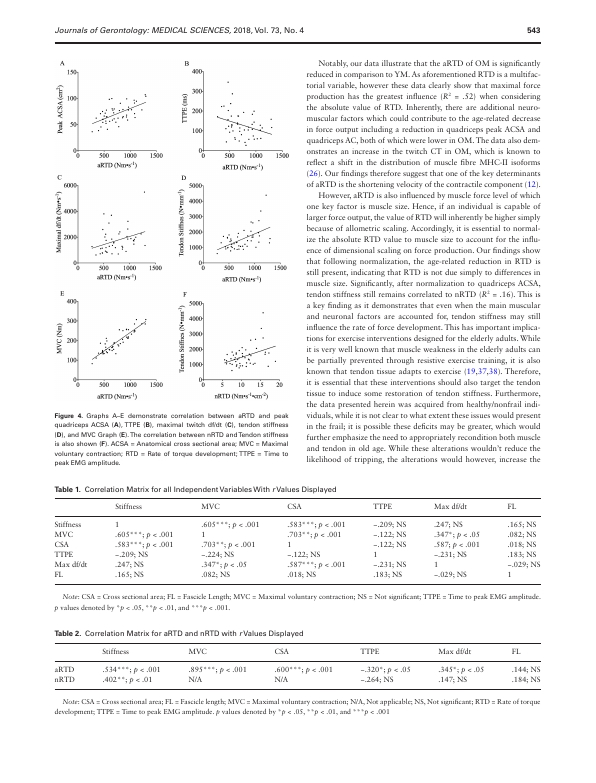 Journals of Gerontology: MEDICAL SCIENCES, 2018, Vol. 73, No. 4
543
A
150
100
50
0
Peak ACSA (cm²)
0 500 1000 1500
aRTD (Nm•s⁻¹)
B
400
300
200
100
0
TTPE (ms)
0 500 1000 1500
aRTD (Nm•s⁻¹)
C
6000
4000
2000
0
Maximal df/dt (Nm•s⁻¹)
0 500 1000 1500
aRTD (Nm•s⁻¹)
D
5000
4000
3000
2000
1000
0
Tendon Stiffness (N•mm⁻¹)
0 500 1000 1500
aRTD (Nm•s⁻¹)
E
400
300
200
100
0
MVC (Nm)
0 500 1000 1500
aRTD (Nm•s⁻¹)
F
5000
4000
3000
2000
1000
0
Tendon Stiffness (N•mm⁻¹)
0 5 10 15 20
nRTD (Nm•s⁻¹•cm⁻²)
Figure 4. Graphs A–E demonstrate correlation between aRTD and peak
quadriceps ACSA (A), TTPE (B), maximal twitch df/dt (C), tendon stiffness
(D), and MVC Graph (E). The correlation between nRTD and Tendon stiffness
is also shown (F). ACSA = Anatomical cross sectional area; MVC = Maximal
voluntary contraction; RTD = Rate of torque development; TTPE = Time to
peak EMG amplitude.
Notably, our data illustrate that the aRTD of OM is significantly
reduced in comparison to YM. As aforementioned RTD is a multifac-
torial variable, however these data clearly show that maximal force
production has the greatest influence (R² = .52) when considering
the absolute value of RTD. Inherently, there are additional neuro-
muscular factors which could contribute to the age-related decrease
in force output including a reduction in quadriceps peak ACSA and
quadriceps AC, both of which were lower in OM. The data also dem-
onstrates an increase in the twitch CT in OM, which is known to
reflect a shift in the distribution of muscle fibre MHC-II isoforms
(26). Our findings therefore suggest that one of the key determinants
of aRTD is the shortening velocity of the contractile component (12).
However, aRTD is also influenced by muscle force level of which
one key factor is muscle size. Hence, if an individual is capable of
larger force output, the value of RTD will inherently be higher simply
because of allometric scaling. Accordingly, it is essential to normal-
ize the absolute RTD value to muscle size to account for the influ-
ence of dimensional scaling on force production. Our findings show
that following normalization, the age-related reduction in RTD is
still present, indicating that RTD is not due simply to differences in
muscle size. Significantly, after normalization to quadriceps ACSA,
tendon stiffness still remains correlated to nRTD (R² = .16). This is
a key finding as it demonstrates that even when the main muscular
and neuronal factors are accounted for, tendon stiffness may still
influence the rate of force development. This has important implica-
tions for exercise interventions designed for the elderly adults. While
it is very well known that muscle weakness in the elderly adults can
be partially prevented through resistive exercise training, it is also
known that tendon tissue adapts to exercise (19,37,38). Therefore,
it is essential that these interventions should also target the tendon
tissue to induce some restoration of tendon stiffness. Furthermore,
the data presented herein was acquired from healthy/nonfrail indi-
viduals, while it is not clear to what extent these issues would present
in the frail; it is possible these deficits may be greater, which would
further emphasize the need to appropriately recondition both muscle
and tendon in old age. While these alterations wouldn't reduce the
likelihood of tripping, the alterations would however, increase the
Table 1. Correlation Matrix for all Independent Variables With r Values Displayed
Stiffness MVC CSA TTPE Max df/dt FL
Stiffness 1 .605***; p < .001 .583***; p < .001 −.209; NS .247; NS .165; NS
MVC .605***; p < .001 1 .703**; p < .001 −.122; NS .347*; p < .05 .082; NS
CSA .583***; p < .001 .703**; p < .001 1 −.122; NS .587; p < .001 .018; NS
TTPE −.209; NS −.224; NS −.122; NS 1 −.231; NS .183; NS
Max df/dt .247; NS .347*; p < .05 .587***; p < .001 −.231; NS 1 −.029; NS
FL .165; NS .082; NS .018; NS .183; NS −.029; NS 1
Note: CSA = Cross sectional area; FL = Fascicle Length; MVC = Maximal voluntary contraction; NS = Not significant; TTPE = Time to peak EMG amplitude.
p values denoted by *p < .05, **p < .01, and ***p < .001.
Table 2. Correlation Matrix for aRTD and nRTD with r Values Displayed
Stiffness MVC CSA TTPE Max df/dt FL
aRTD .534***; p < .001 .895***; p < .001 .600***; p < .001 −.320*; p < .05 .345*; p < .05 .144; NS
nRTD .402**; p < .01 N/A N/A −.264; NS .147; NS .184; NS
Note: CSA = Cross sectional area; FL = Fascicle length; MVC = Maximal voluntary contraction; N/A, Not applicable; NS, Not significant; RTD = Rate of torque
development; TTPE = Time to peak EMG amplitude. p values denoted by *p < .05, **p < .01, and ***p < .001